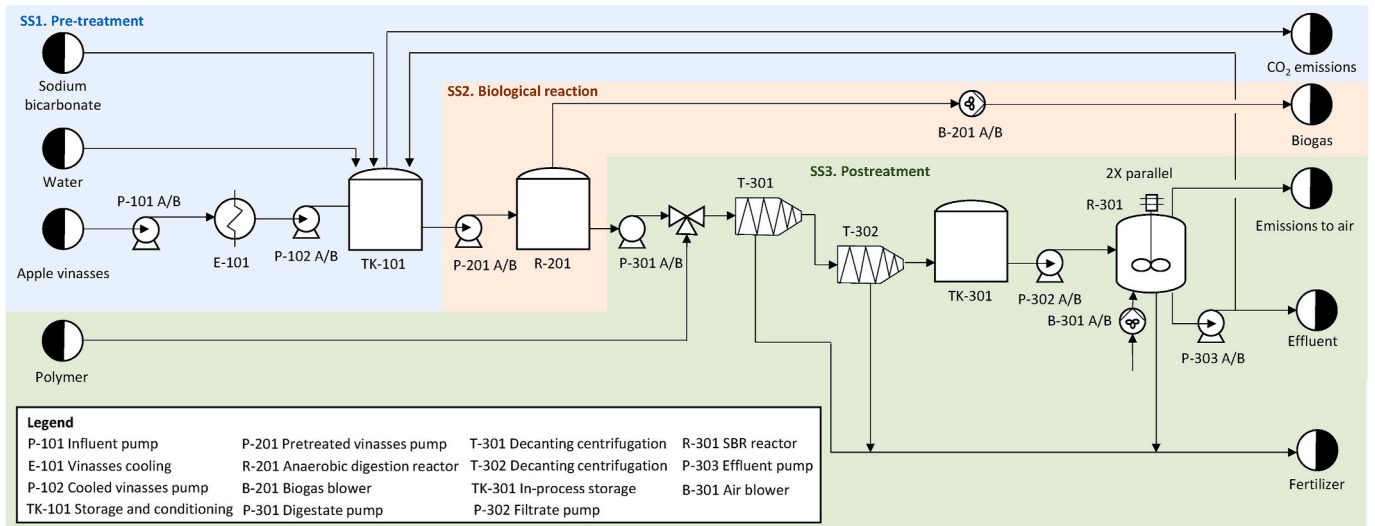 SS1. Pre-treatment
Sodium
bicarbonate
CO2 emissions
SS2. Biological reaction
B-201 A/B
Biogas
Water
SS3. Postreatment
2X parallel
T-301
R-301
P-101 A/B
Emissions to air
T-302
E-101
P-102 A/B
TK-101
P-201 A/B
R-201
P-301 A/B
Apple vinasses
TK-301
P-302 A/B
B-301 A/B
Effluent
P-303 A/B
Polymer
Fertilizer
Legend
P-101 Influent pump
E-101 Vinasses cooling
P-102 Cooled vinasses pump
TK-101 Storage and conditioning
P-201 Pretreated vinasses pump
R-201 Anaerobic digestion reactor
B-201 Biogas blower
P-301 Digestate pump
T-301 Decanting centrifugation
T-302 Decanting centrifugation
TK-301 In-process storage
P-302 Filtrate pump
R-301 SBR reactor
P-303 Effluent pump
B-301 Air blower